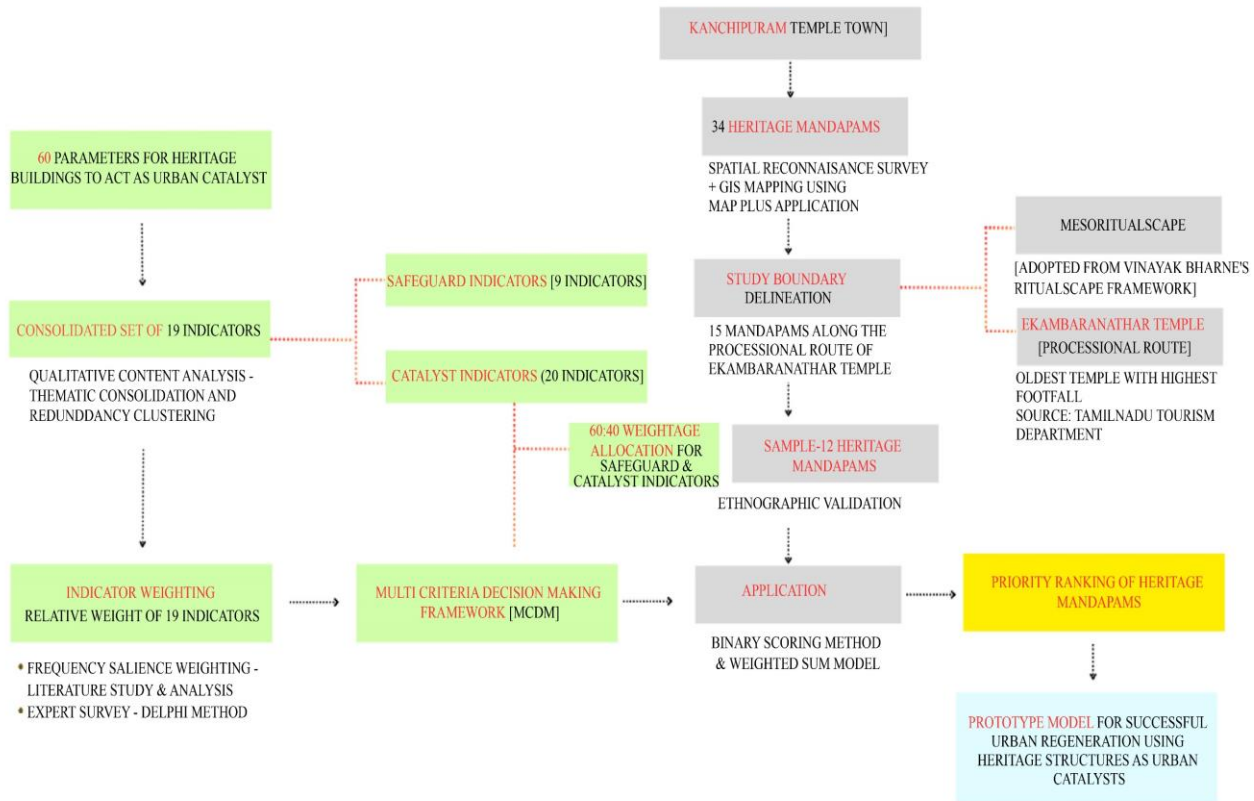 KANCHIPURAM TEMPLE TOWN]
34 HERITAGE MANDAPAMS
SPATIAL RECONNAISANCE SURVEY
+ GIS MAPPING USING
MAP PLUS APPLICATION
60 PARAMETERS FOR HERITAGE
BUILDINGS TO ACT AS URBAN CATALYST
CONSOLIDATED SET OF 19 INDICATORS
QUALITATIVE CONTENT ANALYSIS -
THEMATIC CONSOLIDATION AND
REDUNDDANCY CLUSTERING
SAFEGUARD INDICATORS [9 INDICATORS]
CATALYST INDICATORS (20 INDICATORS]
60:40 WEIGHTAGE
ALLOCATION FOR
SAFEGUARD &
CATALYST INDICATORS
STUDY BOUNDARY
DELINEATION
15 MANDAPAMS ALONG THE
PROCESSIONAL ROUTE OF
EKAMBARANATHAR TEMPLE
MESORITUALSCAPE
[ADOPTED FROM VINAYAK BHARNE'S
RITUALSCAPE FRAMEWORK]
EKAMBARANATHAR TEMPLE
[PROCESSIONAL ROUTE]
OLDEST TEMPLE WITH HIGHEST
FOOTFALL
SOURCE: TAMILNADU TOURISM
DEPARTMENT
SAMPLE-12 HERITAGE
MANDAPAMS
ETHNOGRAPHIC VALIDATION
INDICATOR WEIGHTING
RELATIVE WEIGHT OF 19 INDICATORS
• FREQUENCY SALIENCE WEIGHTING -
LITERATURE STUDY & ANALYSIS
• EXPERT SURVEY - DELPHI METHOD
MULTI CRITERIA DECISION MAKING
FRAMEWORK [MCDM]
APPLICATION
BINARY SCORING METHOD
& WEIGHTED SUM MODEL
PRIORITY RANKING OF HERITAGE
MANDAPAMS
PROTOTYPE MODEL FOR SUCCESSFUL
URBAN REGENERATION USING
HERITAGE STRUCTURES AS URBAN
CATALYSTS